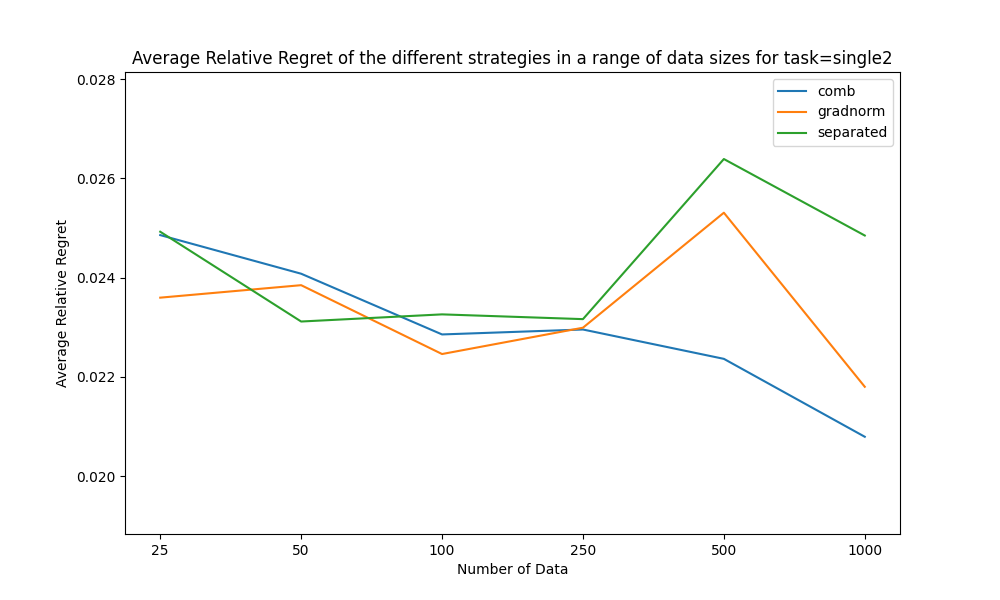 Average Relative Regret of the different strategies in a range of data sizes for task=single2
0.028
0.026
0.024
0.022
0.020
Average Relative Regret
comb
gradnorm
separated
25
50
100
250
500
1000
Number of Data